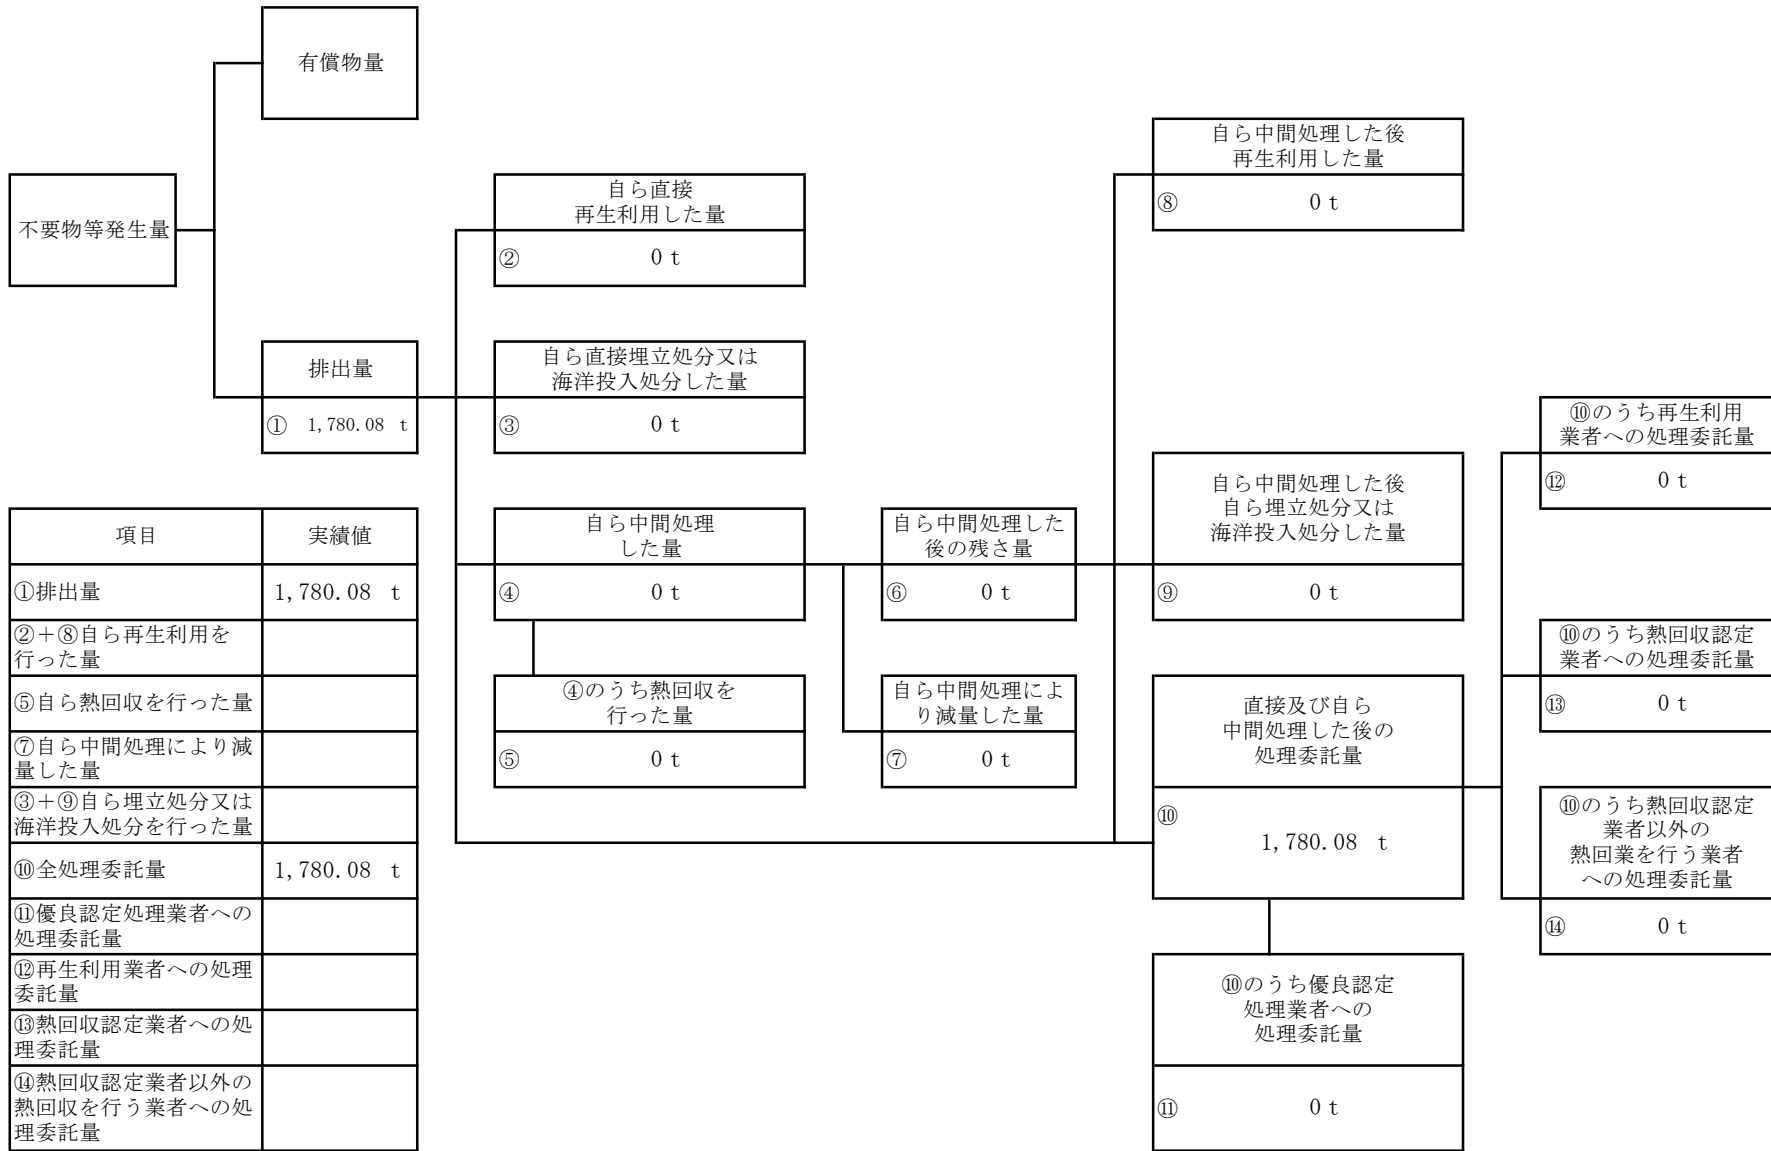 有償物量
不要物等発生量
排出量
① 1,780.08 t
自ら直接
再生利用した量
② 0 t
自ら直接埋立処分又は
海洋投入処分した量
③ 0 t
自ら中間処理
した量
④ 0 t
④のうち熱回収を
行った量
⑤ 0 t
自ら中間処理した
後の残さ量
⑥ 0 t
自ら中間処理によ
り減量した量
⑦ 0 t
自ら中間処理した後
再生利用した量
⑧ 0 t
自ら中間処理した後
自ら埋立処分又は
海洋投入処分した量
⑨ 0 t
直接及び自ら
中間処理した後の
処理委託量
⑩
1,780.08 t
⑩のうち優良認定
処理業者への
処理委託量
⑪ 0 t
⑩のうち再生利用
業者への処理委託量
⑫ 0 t
⑩のうち熱回収認定
業者への処理委託量
⑬ 0 t
⑩のうち熱回収認定
業者以外の
熱回業を行う業者
への処理委託量
⑭ 0 t
項目 実績値
①排出量 1,780.08 t
②＋⑧自ら再生利用を
行った量
⑤自ら熱回収を行った量
⑦自ら中間処理により減
量した量
③＋⑨自ら埋立処分又は
海洋投入処分を行った量
⑩全処理委託量 1,780.08 t
⑪優良認定処理業者への
処理委託量
⑫再生利用業者への処理
委託量
⑬熱回収認定業者への処
理委託量
⑭熱回収認定業者以外の
熱回収を行う業者への処
理委託量